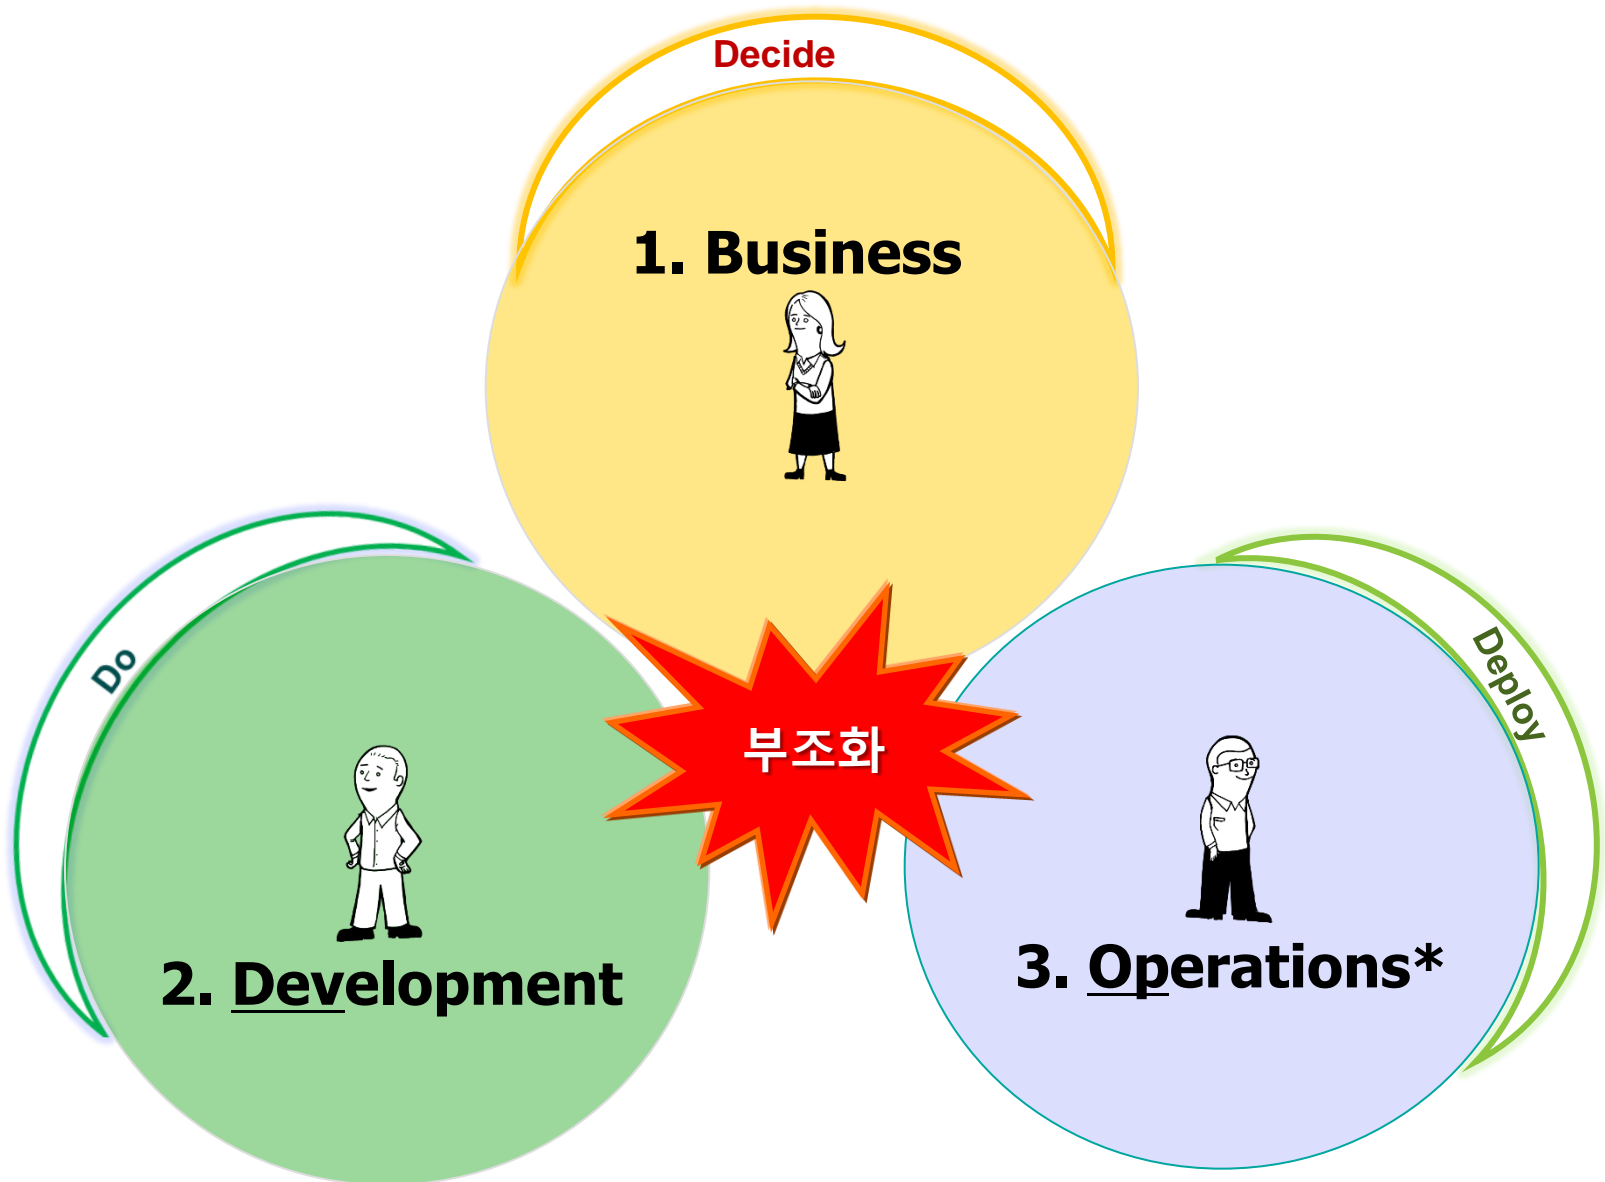 Decide
1. Business
Do
Deploy
부조화
2. Development
3. Operations*